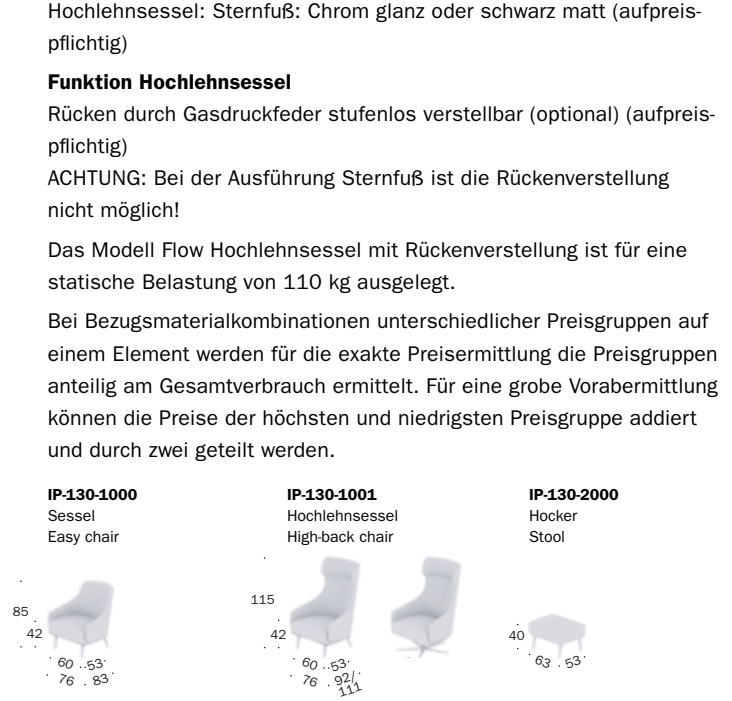 Hochlehnsessel: Sternfuß: Chrom glanz oder schwarz matt (aufpreis-
pflichtig)
Funktion Hochlehnsessel
Rücken durch Gasdruckfeder stufenlos verstellbar (optional) (aufpreis-
pflichtig)
ACHTUNG: Bei der Ausführung Sternfuß ist die Rückenverstellung
nicht möglich!
Das Modell Flow Hochlehnsessel mit Rückenverstellung ist für eine
statische Belastung von 110 kg ausgelegt.
Bei Bezugsmaterialkombinationen unterschiedlicher Preisgruppen auf
einem Element werden für die exakte Preisermittlung die Preisgruppen
anteilig am Gesamtverbrauch ermittelt. Für eine grobe Vorabermittlung
können die Preise der höchsten und niedrigsten Preisgruppe addiert
und durch zwei geteilt werden.
IP-130-1000
Sessel
Easy chair
85
42
60 53
76 83
IP-130-1001
Hochlehnsessel
High-back chair
115
42
60 53
76 92/
111
IP-130-2000
Hocker
Stool
40
63 53